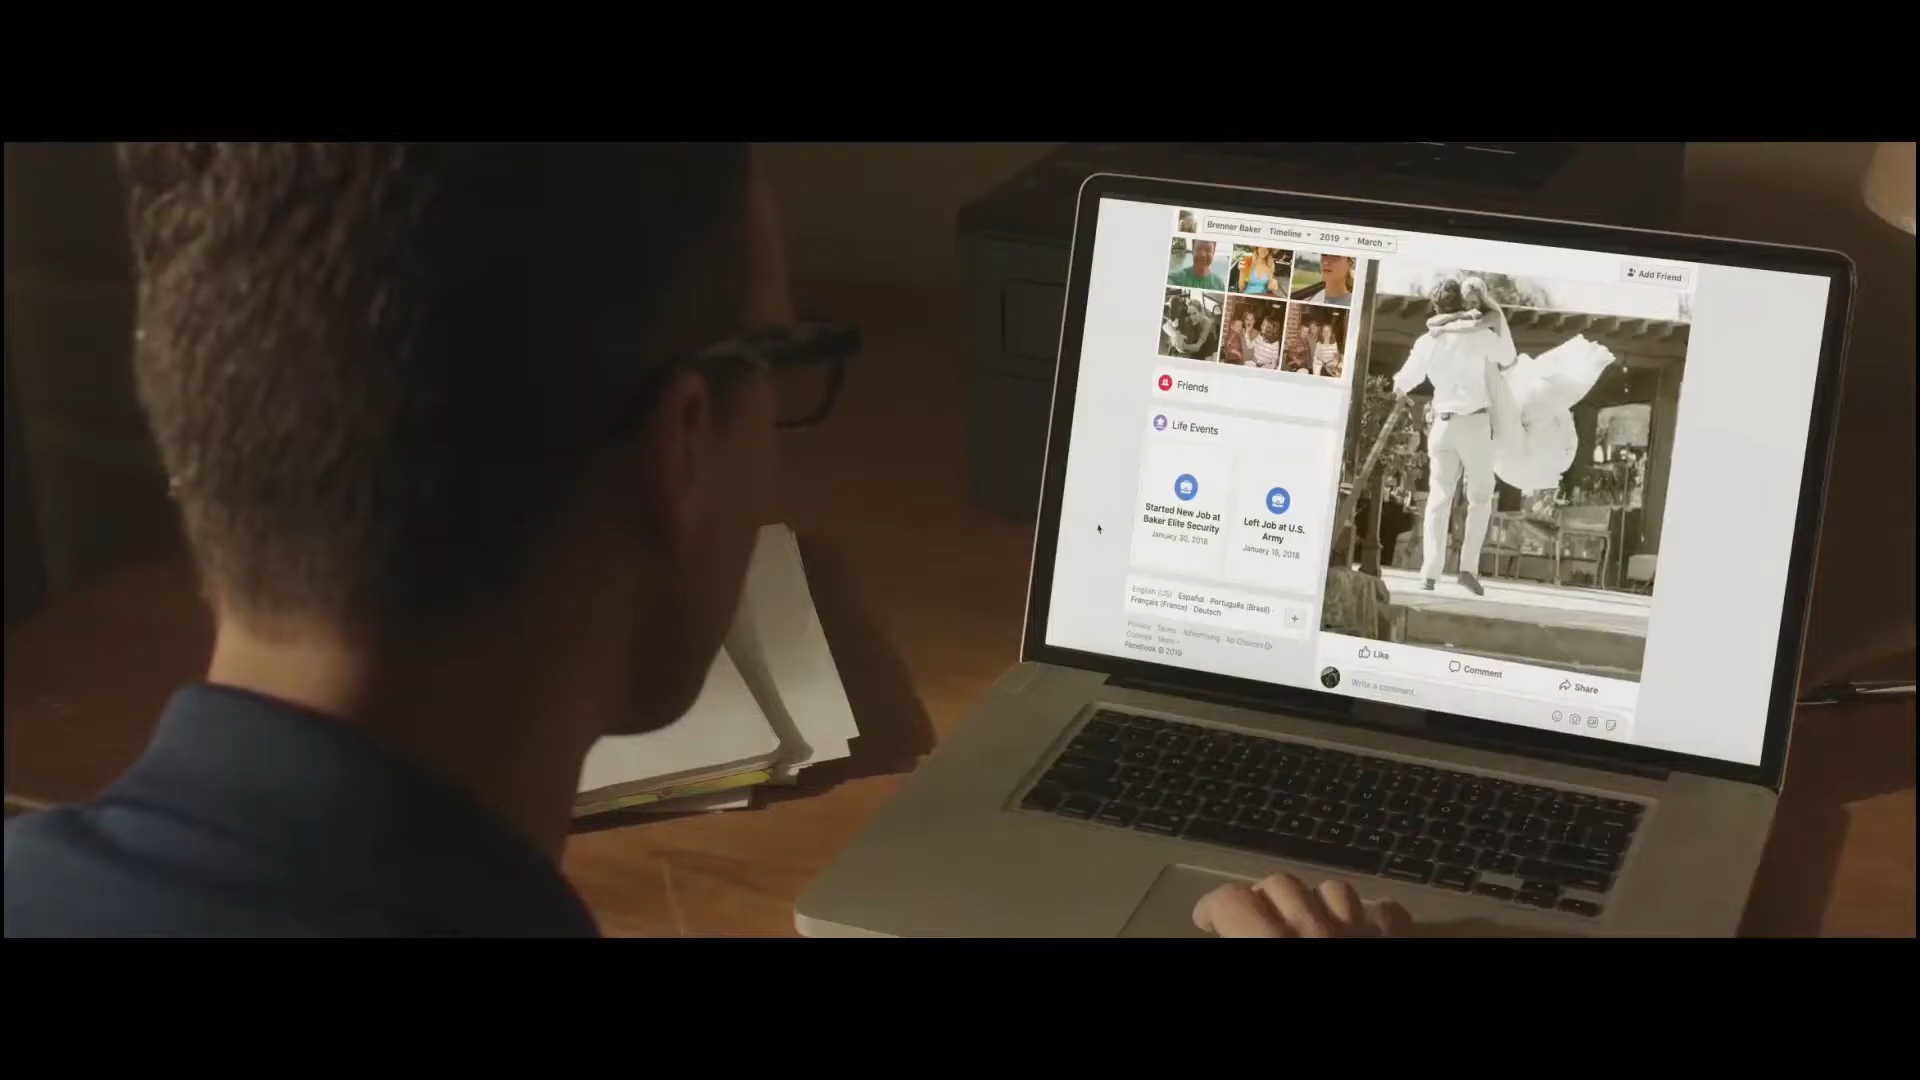 Brenner Baker Timeline 2019 March
Add Friend
Friends
Life Events
Started New Job at
Baker Elite Security
January 30, 2018
Left Job at U.S.
Army
January 15, 2018
English (US) · Español · Português (Brasil) ·
Français (France) · Deutsch
Privacy · Terms · Advertising · Ad Choices
Cookies · More
Facebook © 2019
Like
Comment
Share
Write a comment...